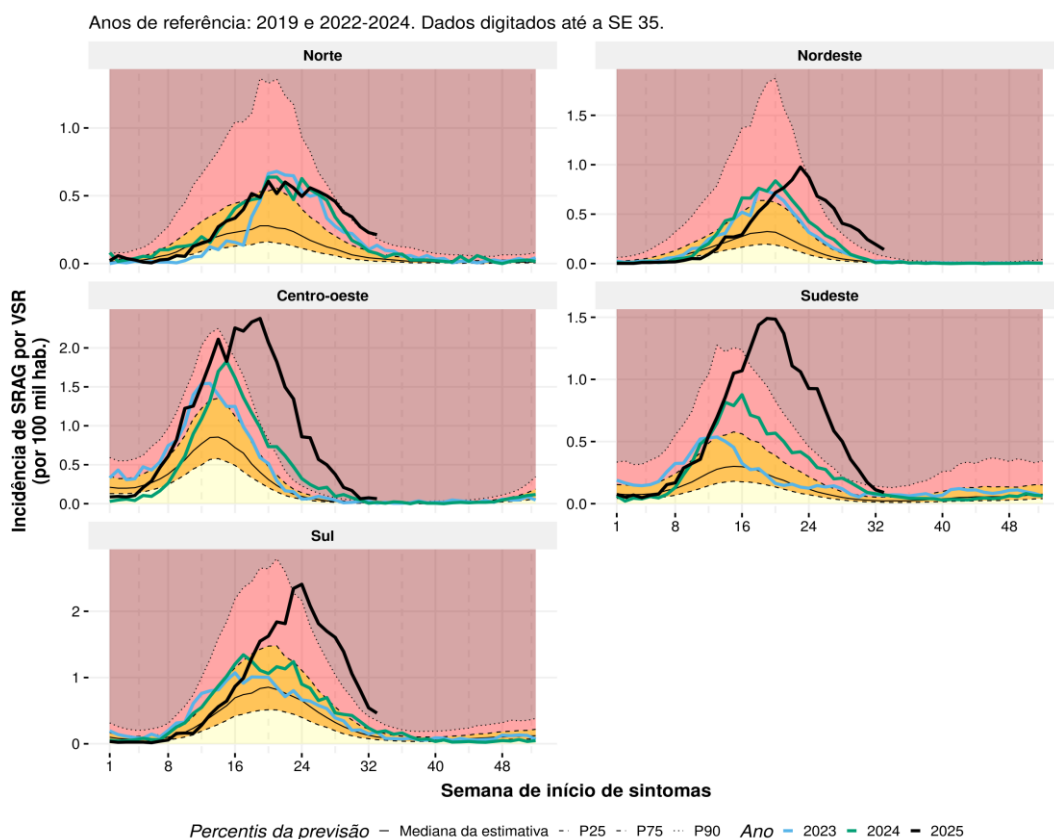 Anos de referência: 2019 e 2022-2024. Dados digitados até a SE 35.
Norte
Nordeste
1.0
0.5
0.0
1.5
1.0
0.5
0.0
Centro-oeste
Sudeste
2.0
1.5
1.0
0.5
0.0
1.5
1.0
0.5
0.0
1 8 16 24 32 40 48
Sul
2
1
0
1 8 16 24 32 40 48
Incidência de SRAG por VSR
(por 100 mil hab.)
Semana de início de sintomas
Percentis da previsão Mediana da estimativa P25 P75 P90 Ano 2023 2024 2025